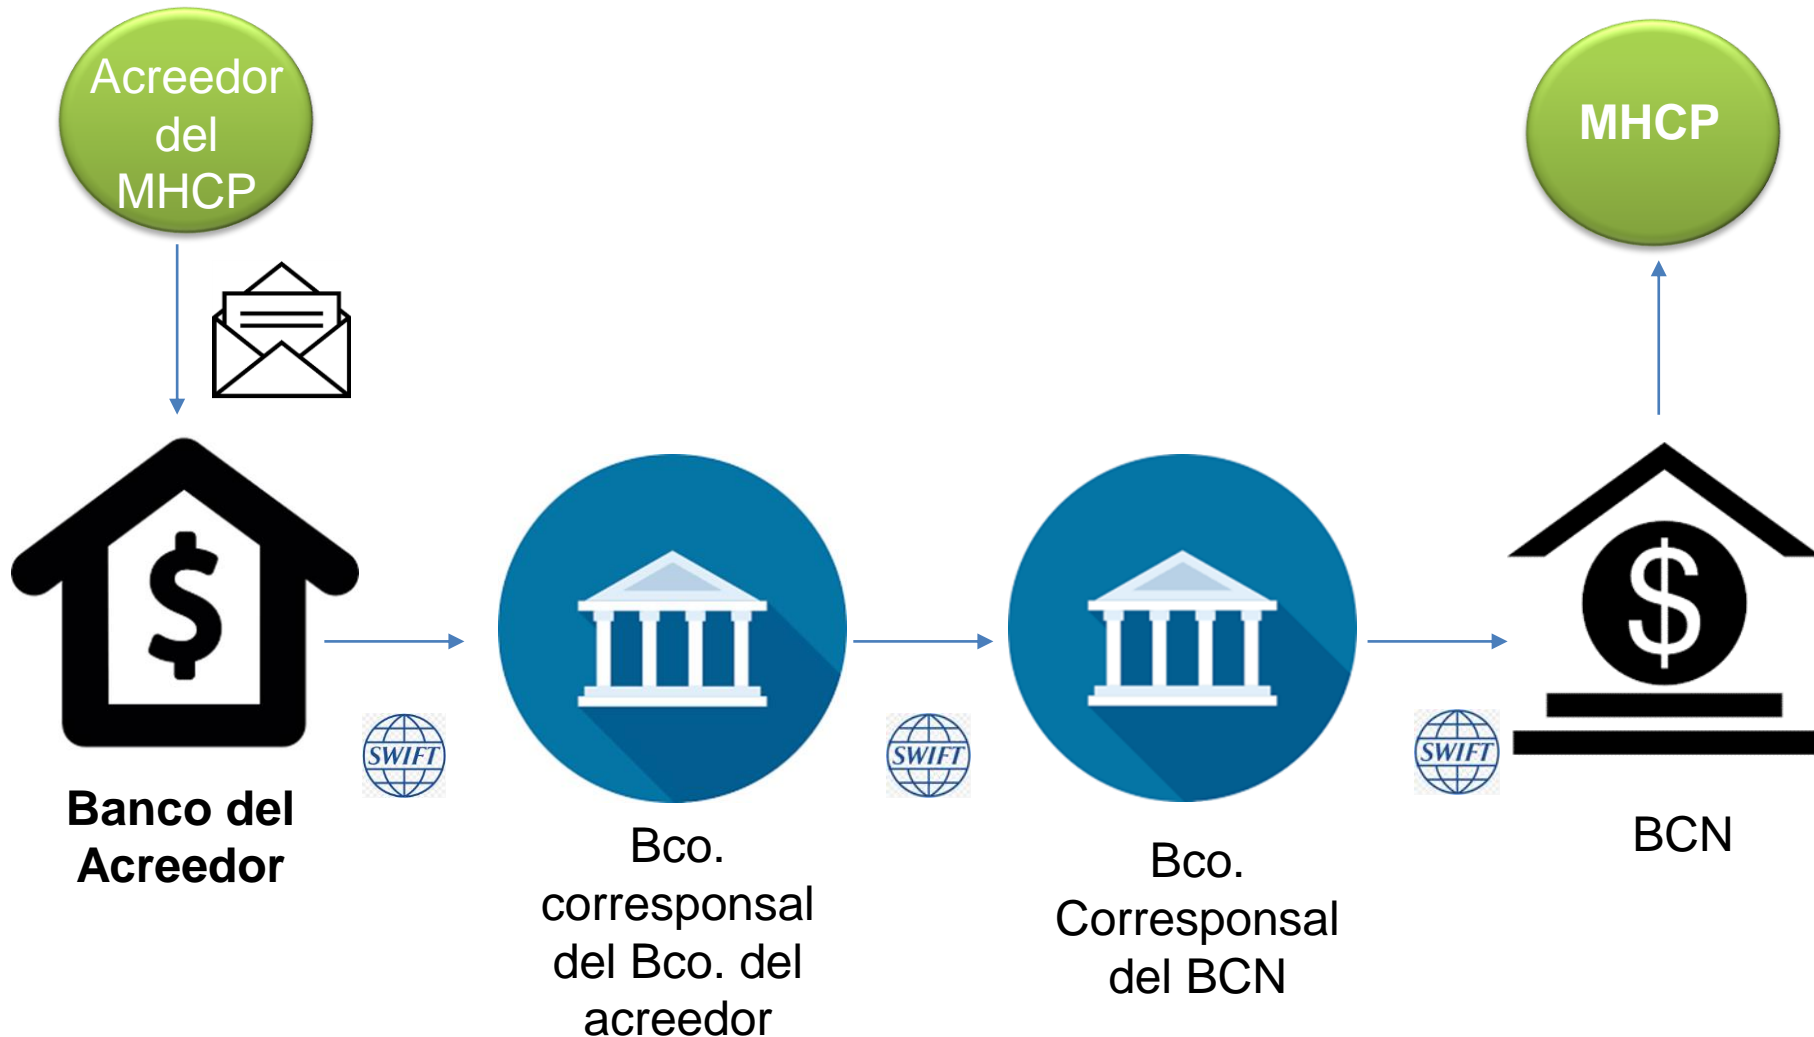 Acreedor
del
MHCP
MHCP
SWIFT
SWIFT
SWIFT
Banco del
Acreedor
Bco.
corresponsal
del Bco. del
acreedor
Bco.
Corresponsal
del BCN
BCN